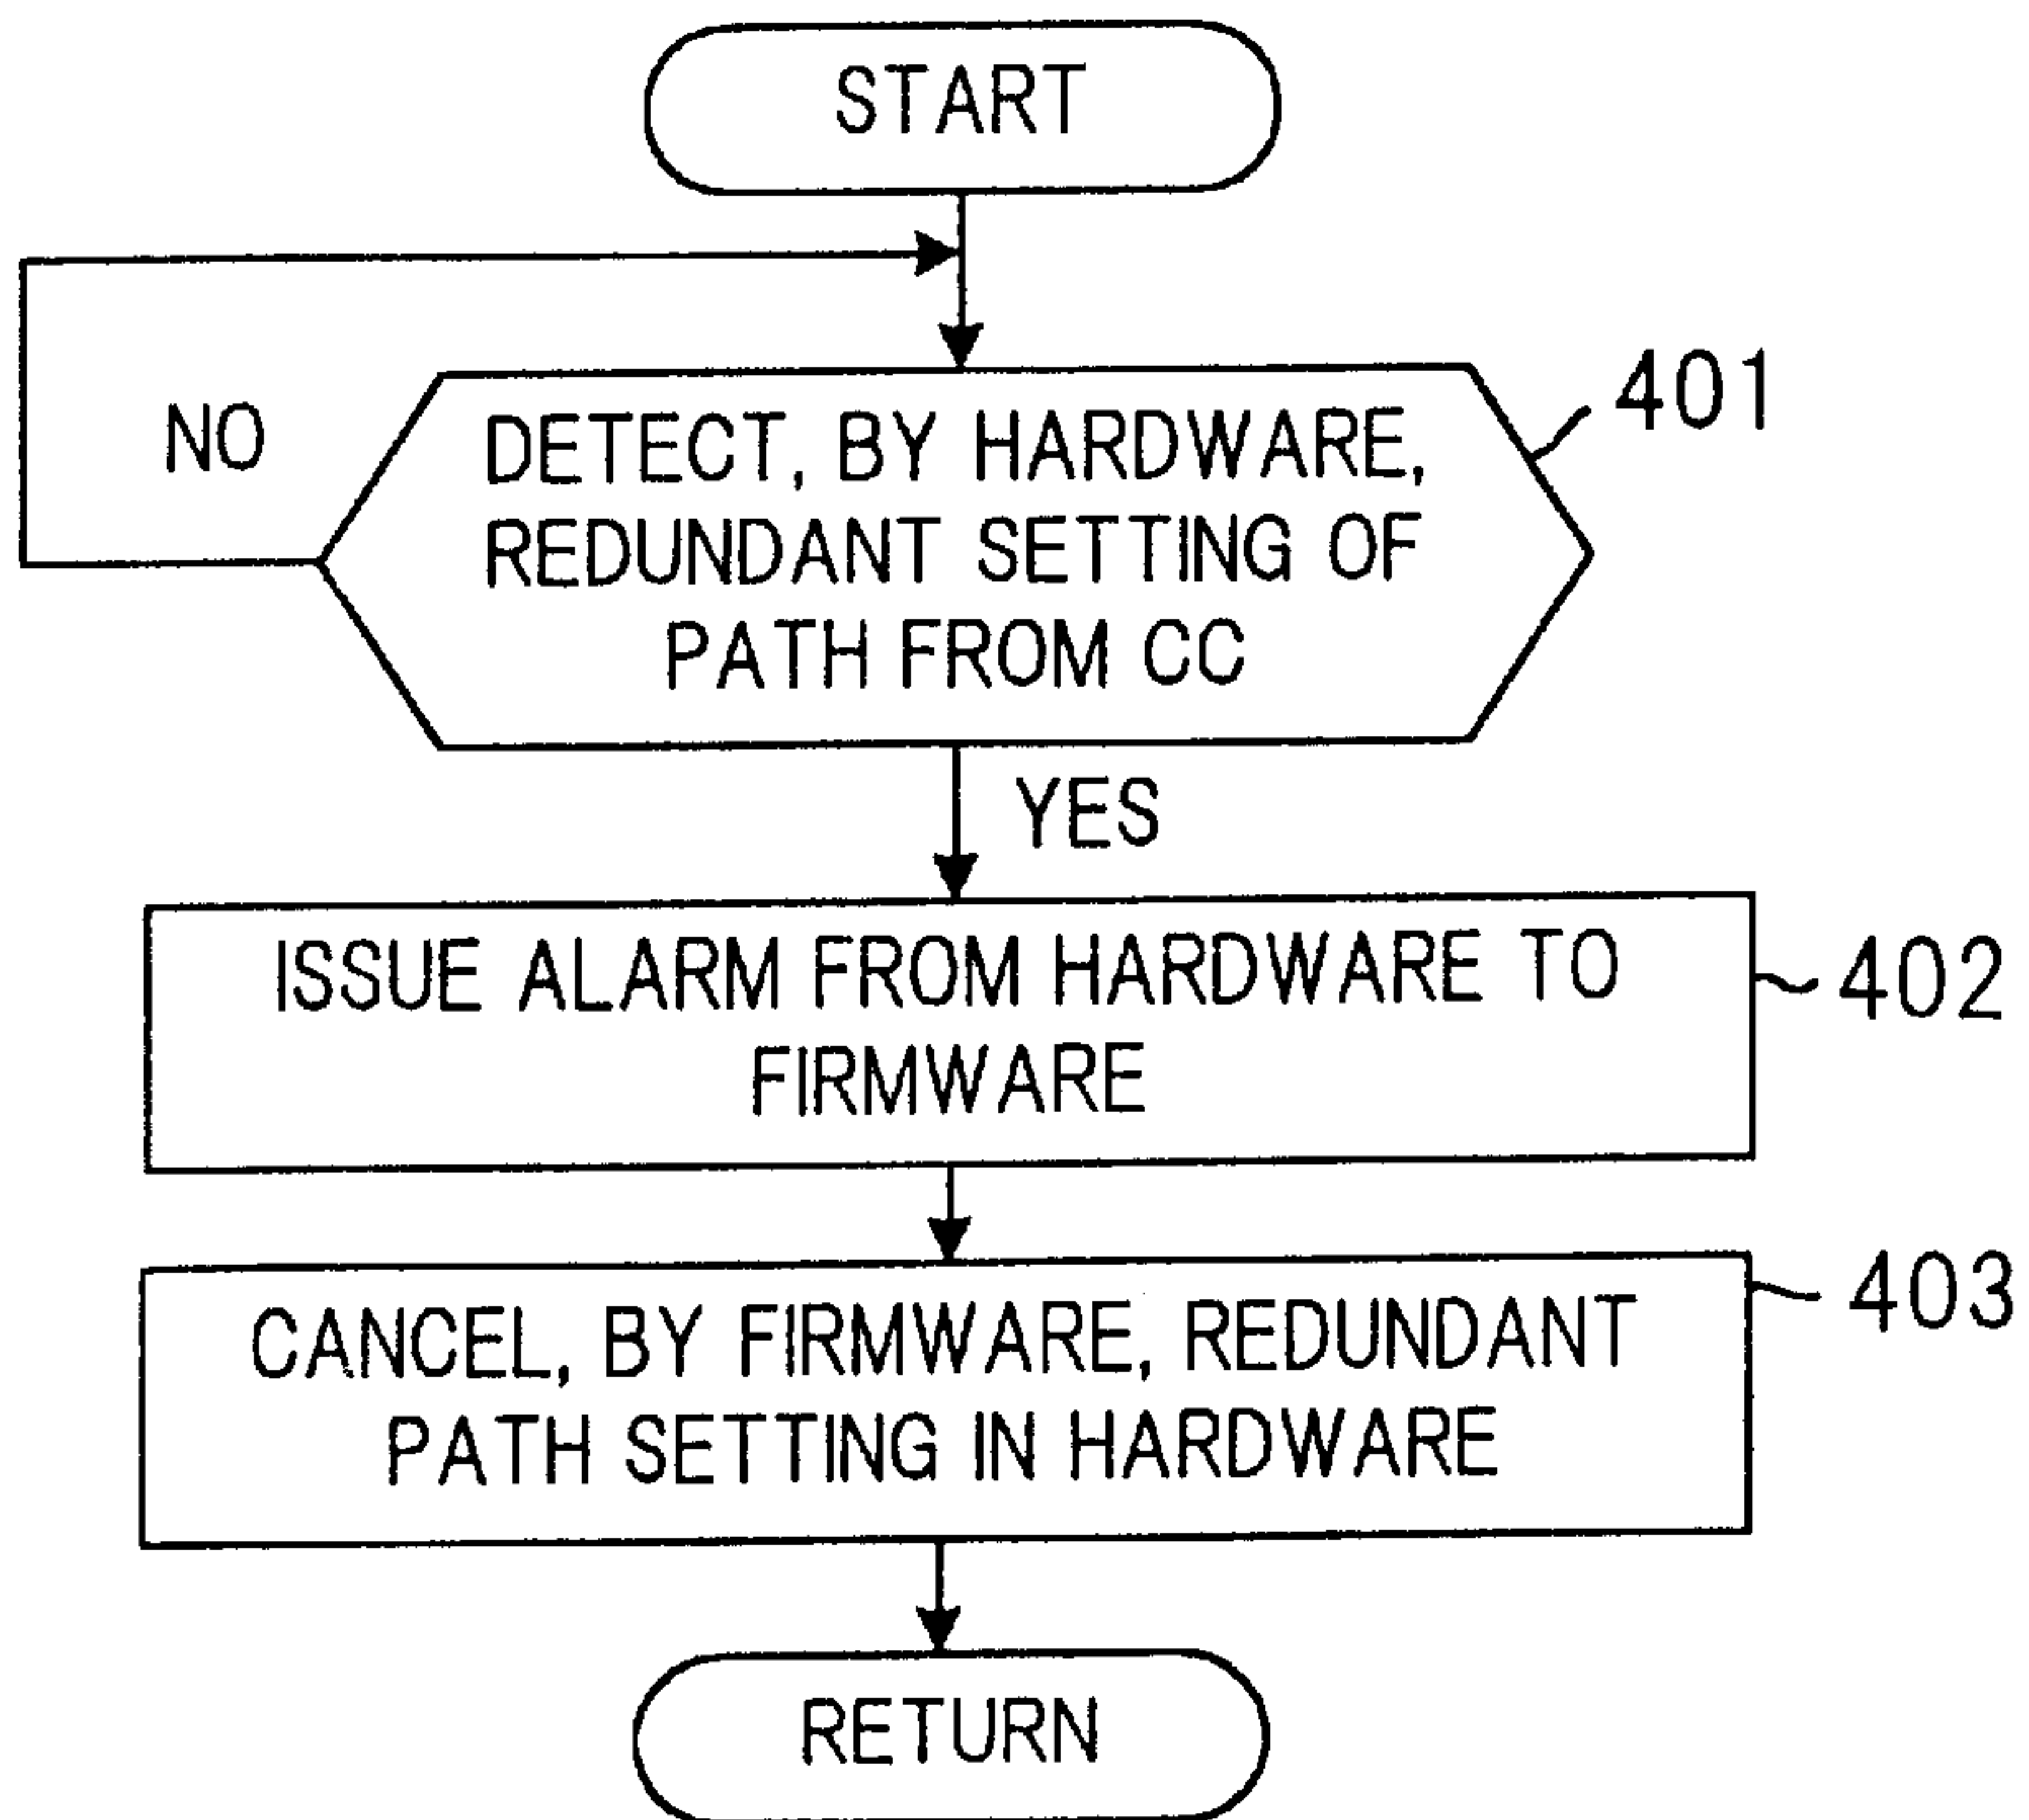 START
NO
DETECT, BY HARDWARE,
REDUNDANT SETTING OF
PATH FROM CC
401
YES
ISSUE ALARM FROM HARDWARE TO
FIRMWARE
402
CANCEL, BY FIRMWARE, REDUNDANT
PATH SETTING IN HARDWARE
403
RETURN